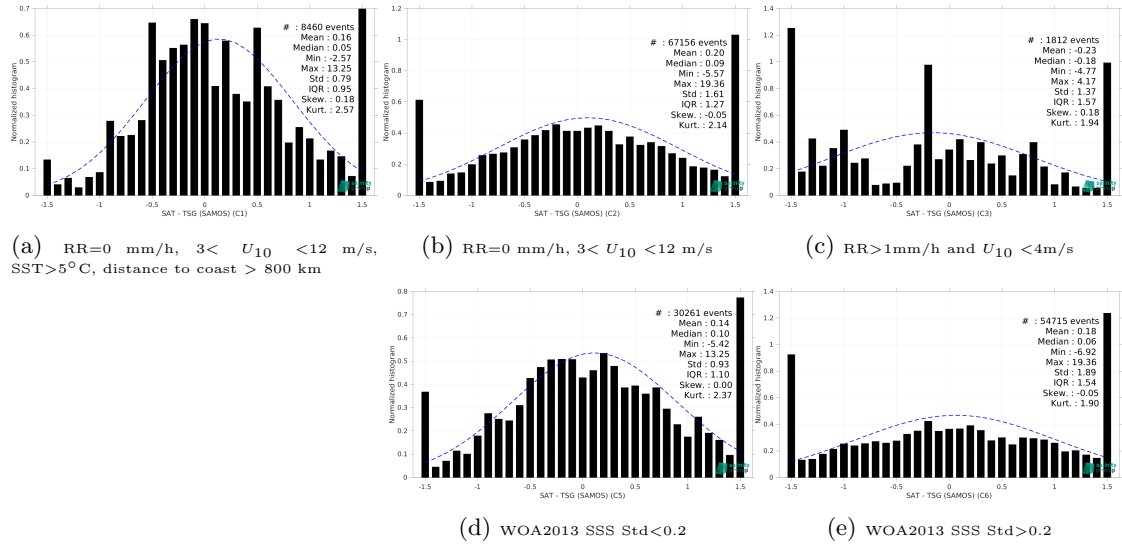 0.7
0.6
0.5
0.4
0.3
0.2
0.1
0
Normalized histogram
# : 8460 events
Mean : 0.16
Median : 0.05
Min : -2.57
Max : 13.25
Std : 0.79
IQR : 0.95
Skew. : 0.18
Kurt. : 2.57
-1.5 -1 -0.5 0 0.5 1 1.5
SAT - TSG (SAMOS) (C1)
(a) RR=0 mm/h, 3< U10 <12 m/s,
SST>5°C, distance to coast > 800 km
1.2
1
0.8
0.6
0.4
0.2
0
Normalized histogram
# : 67156 events
Mean : 0.20
Median : 0.09
Min : -5.57
Max : 19.36
Std : 1.61
IQR : 1.27
Skew. : -0.05
Kurt. : 2.14
-1.5 -1 -0.5 0 0.5 1 1.5
SAT - TSG (SAMOS) (C2)
(b) RR=0 mm/h, 3< U10 <12 m/s
1.4
1.2
1
0.8
0.6
0.4
0.2
0
Normalized histogram
# : 1812 events
Mean : -0.23
Median : -0.18
Min : -4.77
Max : 4.17
Std : 1.37
IQR : 1.57
Skew. : 0.18
Kurt. : 1.94
-1.5 -1 -0.5 0 0.5 1 1.5
SAT - TSG (SAMOS) (C3)
(c) RR>1mm/h and U10 <4m/s
0.8
0.7
0.6
0.5
0.4
0.3
0.2
0.1
0
Normalized histogram
# : 30261 events
Mean : 0.14
Median : 0.10
Min : -5.42
Max : 13.25
Std : 0.93
IQR : 1.10
Skew. : 0.00
Kurt. : 2.37
-1.5 -1 -0.5 0 0.5 1 1.5
SAT - TSG (SAMOS) (C5)
(d) WOA2013 SSS Std<0.2
1.4
1.2
1
0.8
0.6
0.4
0.2
0
Normalized histogram
# : 54715 events
Mean : 0.18
Median : 0.06
Min : -6.92
Max : 19.36
Std : 1.89
IQR : 1.54
Skew. : -0.05
Kurt. : 1.90
-1.5 -1 -0.5 0 0.5 1 1.5
SAT - TSG (SAMOS) (C6)
(e) WOA2013 SSS Std>0.2